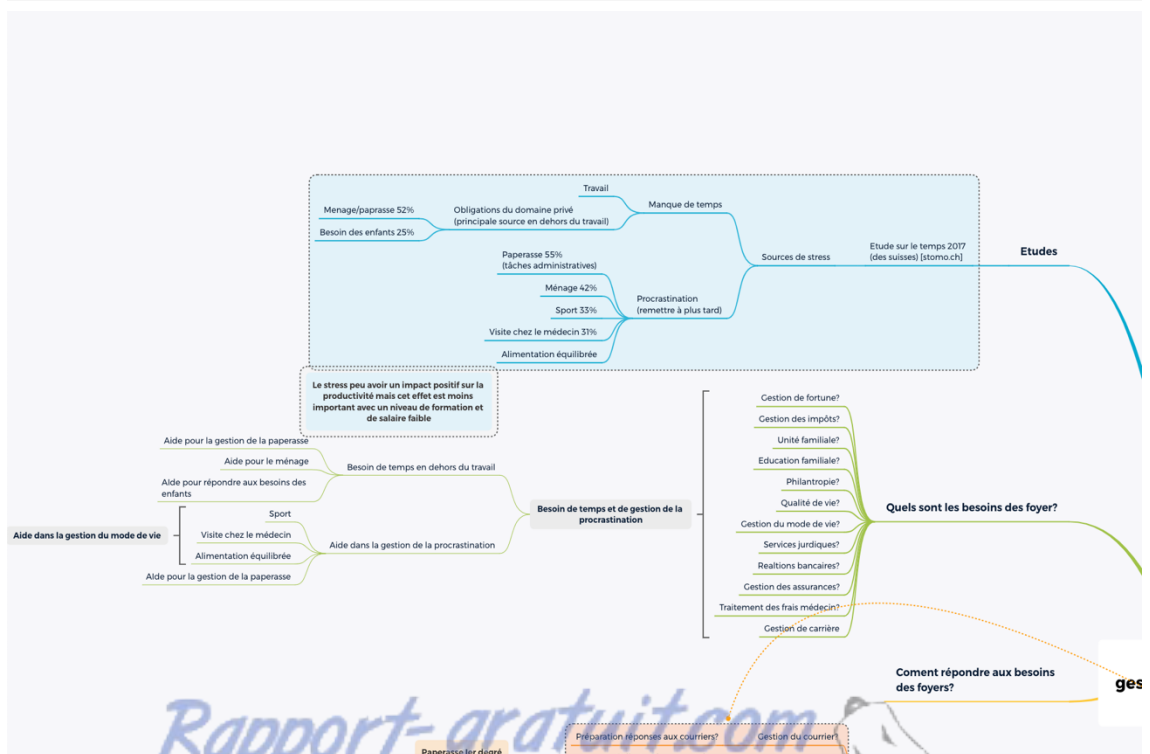 Travail
Menage/paprasse 52%
Besoin des enfants 25%
Obligations du domaine privé
(principale source en dehors du travail)
Manque de temps
Paperasse 55%
(tâches administratives)
Ménage 42%
Sport 33%
Visite chez le médecin 31%
Alimentation équilibrée
Procrastination
(remettre à plus tard)
Sources de stress
Etude sur le temps 2017
(des suisses) [stomo.ch]
Etudes
Le stress peu avoir un impact positif sur la
productivité mais cet effet est moins
important avec un niveau de formation et
de salaire faible
Gestion de fortune?
Gestion des impôts?
Unité familiale?
Education familiale?
Philantropie?
Qualité de vie?
Gestion du mode de vie?
Services jurdiques?
Realtions bancaires?
Gestion des assurances?
Traitement des frais médecin?
Gestion de carrière
Quels sont les besoins des foyer?
Aide pour la gestion de la paperasse
Aide pour le ménage
AIde pour répondre aux besoins des
enfants
Besoin de temps en dehors du travail
Besoin de temps et de gestion de la
procrastination
Aide dans la gestion du mode de vie
Sport
Visite chez le médecin
Alimentation équilibrée
AIde pour la gestion de la paperasse
Aide dans la gestion de la procrastination
Coment répondre aux besoins
des foyers?
ges
Rapport-gratuit.com
Préparation réponses aux courriers?
Gestion du courrier?
Paperasse 1er degré